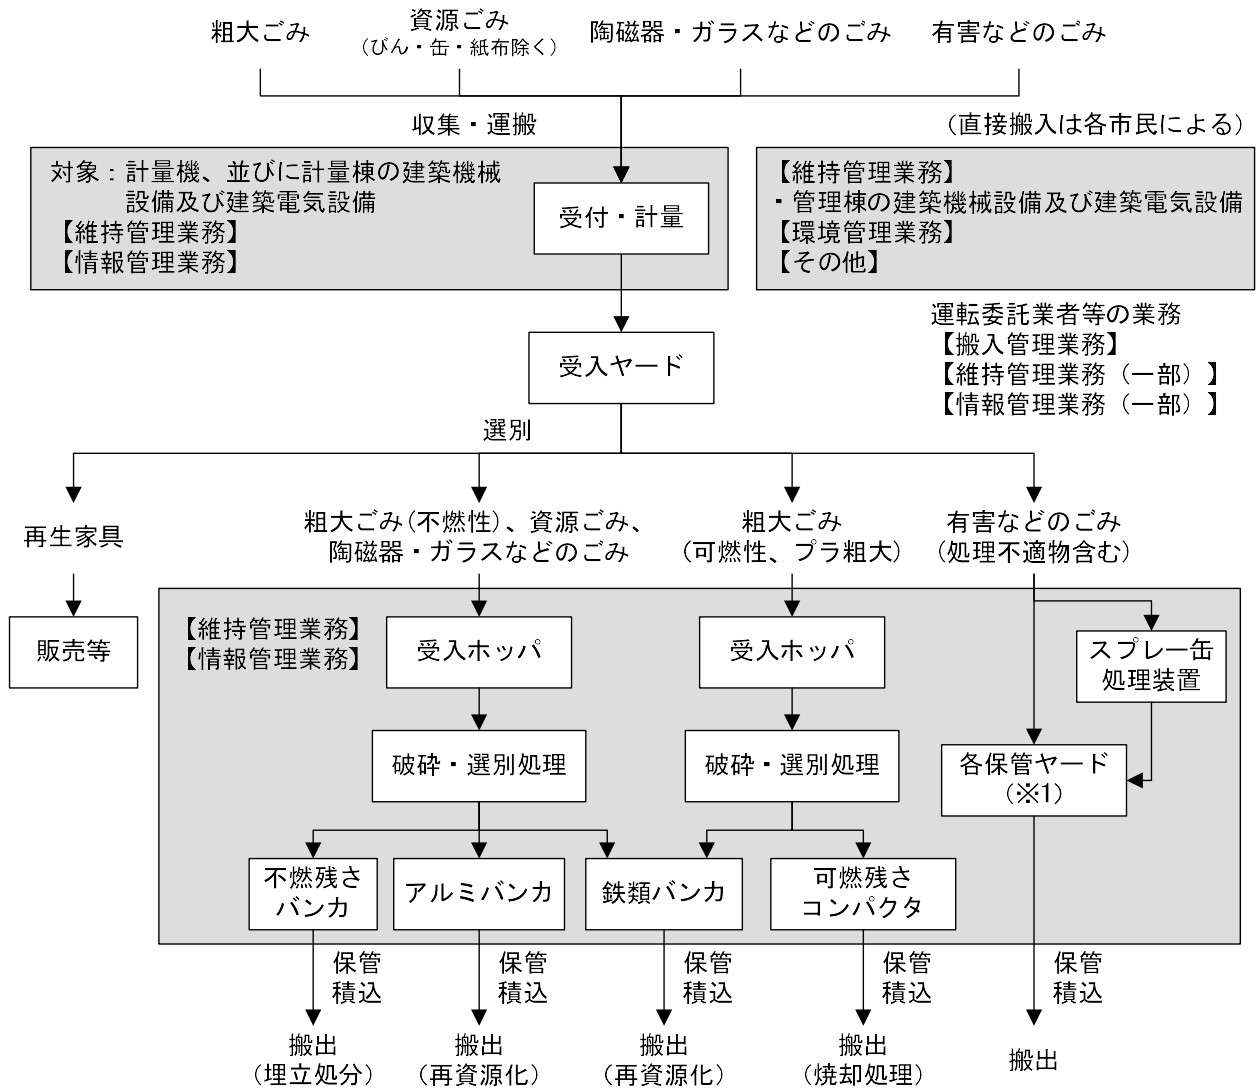 粗大ごみ
資源ごみ
（びん・缶・紙布除く）
陶磁器・ガラスなどのごみ
有害などのごみ
収集・運搬
（直接搬入は各市民による）
対象：計量機、並びに計量棟の建築機械
設備及び建築電気設備
【維持管理業務】
【情報管理業務】
受付・計量
【維持管理業務】
・管理棟の建築機械設備及び建築電気設備
【環境管理業務】
【その他】
運転委託業者等の業務
【搬入管理業務】
【維持管理業務（一部）】
【情報管理業務（一部）】
受入ヤード
選別
再生家具
粗大ごみ（不燃性）、資源ごみ、
陶磁器・ガラスなどのごみ
粗大ごみ
（可燃性、プラ粗大）
有害などのごみ
（処理不適物含む）
販売等
【維持管理業務】
【情報管理業務】
受入ホッパ
受入ホッパ
スプレー缶
処理装置
破砕・選別処理
破砕・選別処理
各保管ヤード
（※1）
不燃残さ
バンカ
アルミバンカ
鉄類バンカ
可燃残さ
コンパクタ
保管
積込
保管
積込
保管
積込
保管
積込
保管
積込
搬出
（埋立処分）
搬出
（再資源化）
搬出
（再資源化）
搬出
（焼却処理）
搬出